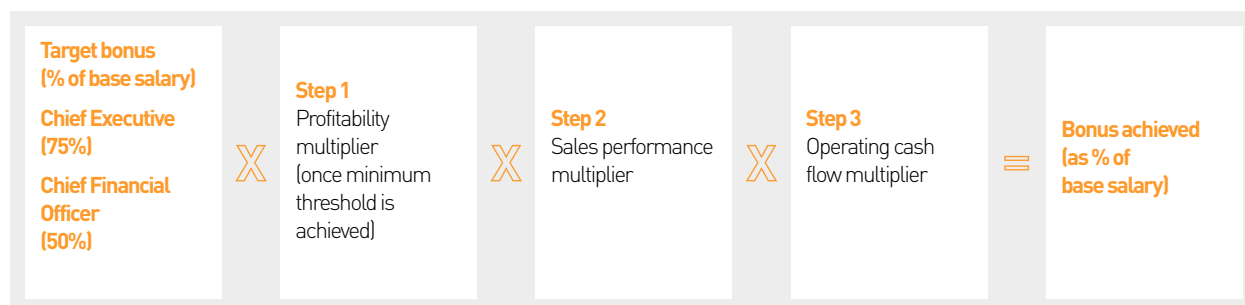 Target bonus
(% of base salary)
Chief Executive
(75%)
Chief Financial
Officer
(50%)
X
Step 1
Profitability
multiplier
(once minimum
threshold is
achieved)
X
Step 2
Sales performance
multiplier
X
Step 3
Operating cash
flow multiplier
=
Bonus achieved
(as % of
base salary)